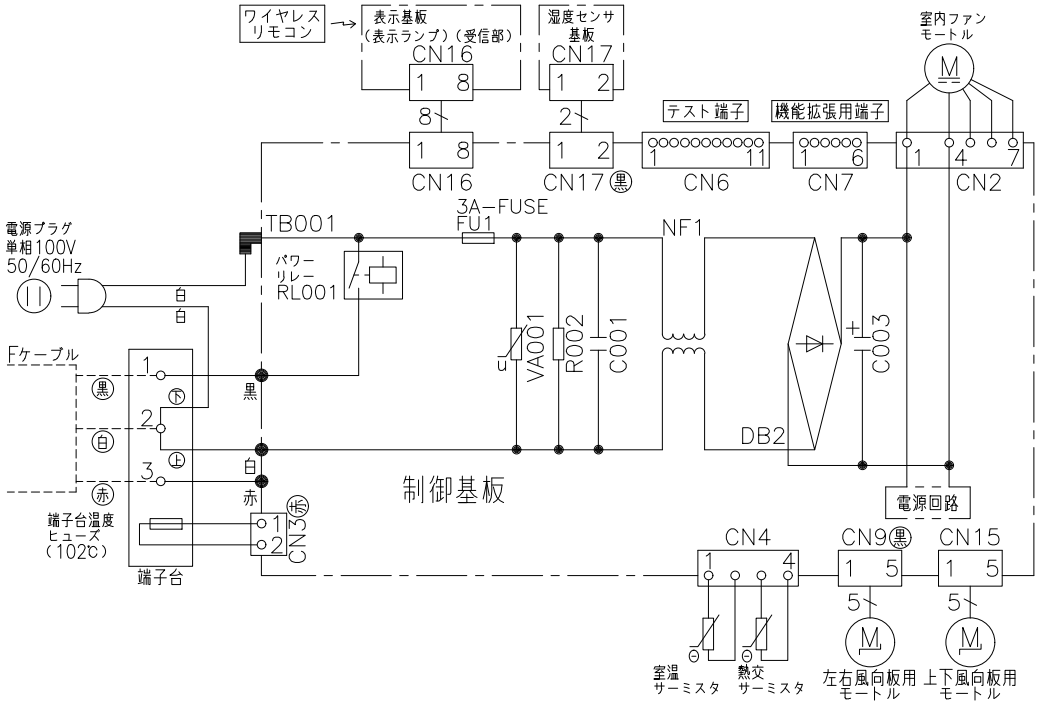 ワイヤレス
リモコン
表示基板
(表示ランプ)(受信部)
CN16
1 8
8
1 8
CN16
湿度センサ
基板
CN17
1 2
2
1 2
CN17 黒
テスト端子
1 11
CN6
機能拡張用端子
1 6
CN7
室内ファン
モートル
M
1 4 7
CN2
電源プラグ
単相100V
50/60Hz
白
白
TB001
パワー
リレー
RL001
3A-FUSE
FU1
NF1
u
VA001
R002
C001
DB2
+
C003
Fケーブル
黒
白
赤
1
2
3
下
上
黒
白
赤
端子台温度
ヒューズ
(102℃)
端子台
1
2
CN3 赤
制御基板
電源回路
CN4
1 4
室温
サーミスタ
熱交
サーミスタ
CN9 黒
1 5
5
M
左右風向板用
モートル
CN15
1 5
5
M
上下風向板用
モートル